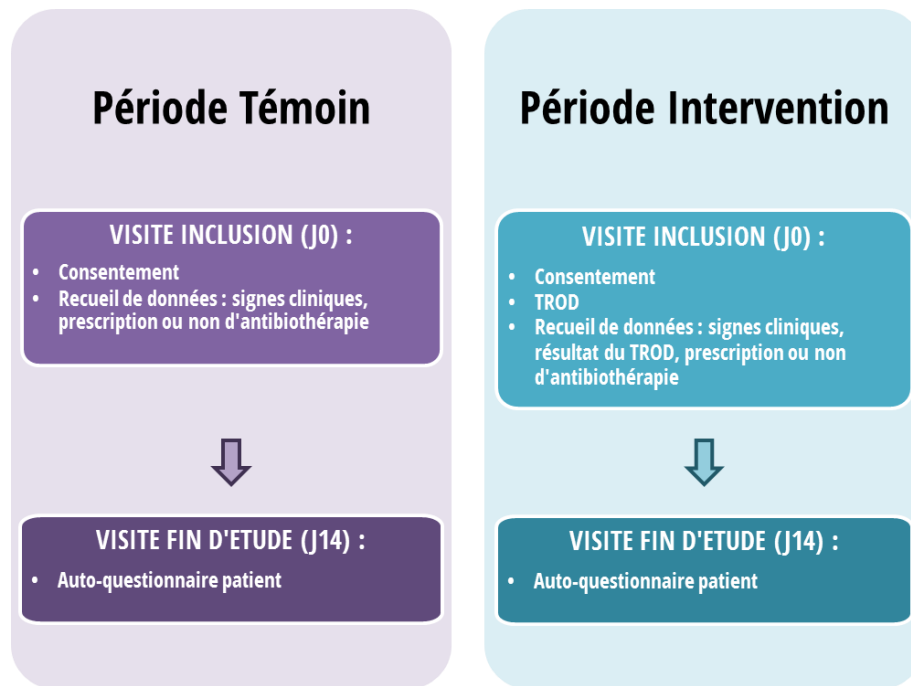 Période Témoin
VISITE INCLUSION (J0) :
• Consentement
• Recueil de données : signes cliniques,
prescription ou non d'antibiothérapie
VISITE FIN D'ETUDE (J14) :
• Auto-questionnaire patient
Période Intervention
VISITE INCLUSION (J0) :
• Consentement
• TROD
• Recueil de données : signes cliniques,
résultat du TROD, prescription ou non
d'antibiothérapie
VISITE FIN D'ETUDE (J14) :
• Auto-questionnaire patient